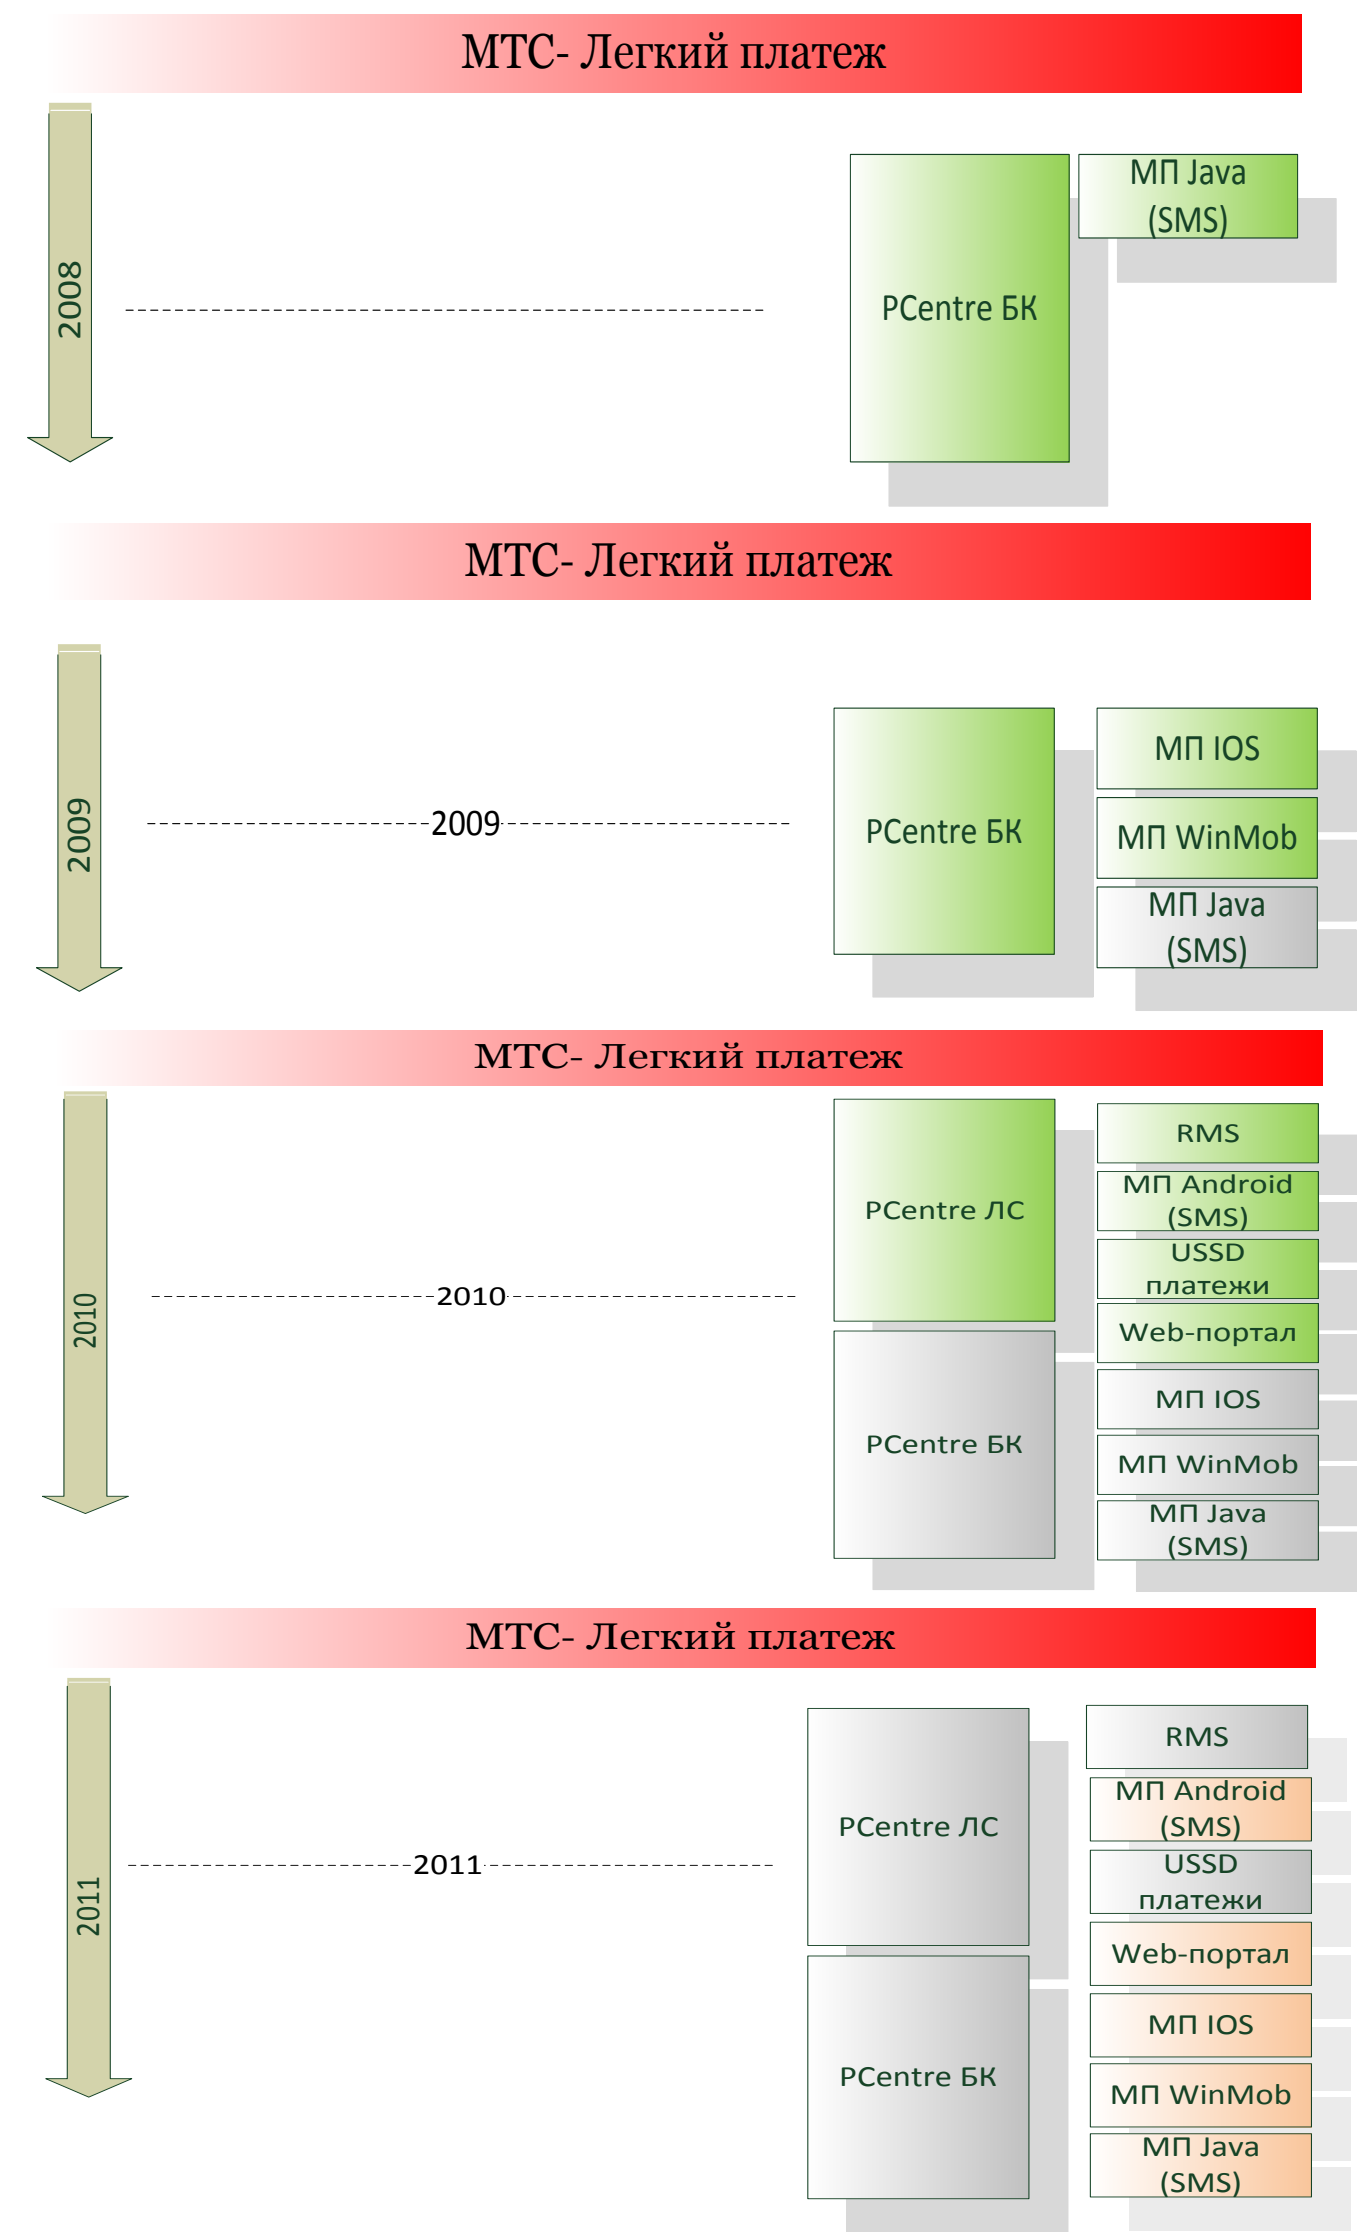 МТС- Легкий платеж
2008
PCentre БК
МП Java
(SMS)
МТС- Легкий платеж
2009
2009
PCentre БК
МП IOS
МП WinMob
МП Java
(SMS)
МТС- Легкий платеж
2010
2010
PCentre ЛС
PCentre БК
RMS
МП Android
(SMS)
USSD
платежи
Web-портал
МП IOS
МП WinMob
МП Java
(SMS)
МТС- Легкий платеж
2011
2011
PCentre ЛС
PCentre БК
RMS
МП Android
(SMS)
USSD
платежи
Web-портал
МП IOS
МП WinMob
МП Java
(SMS)